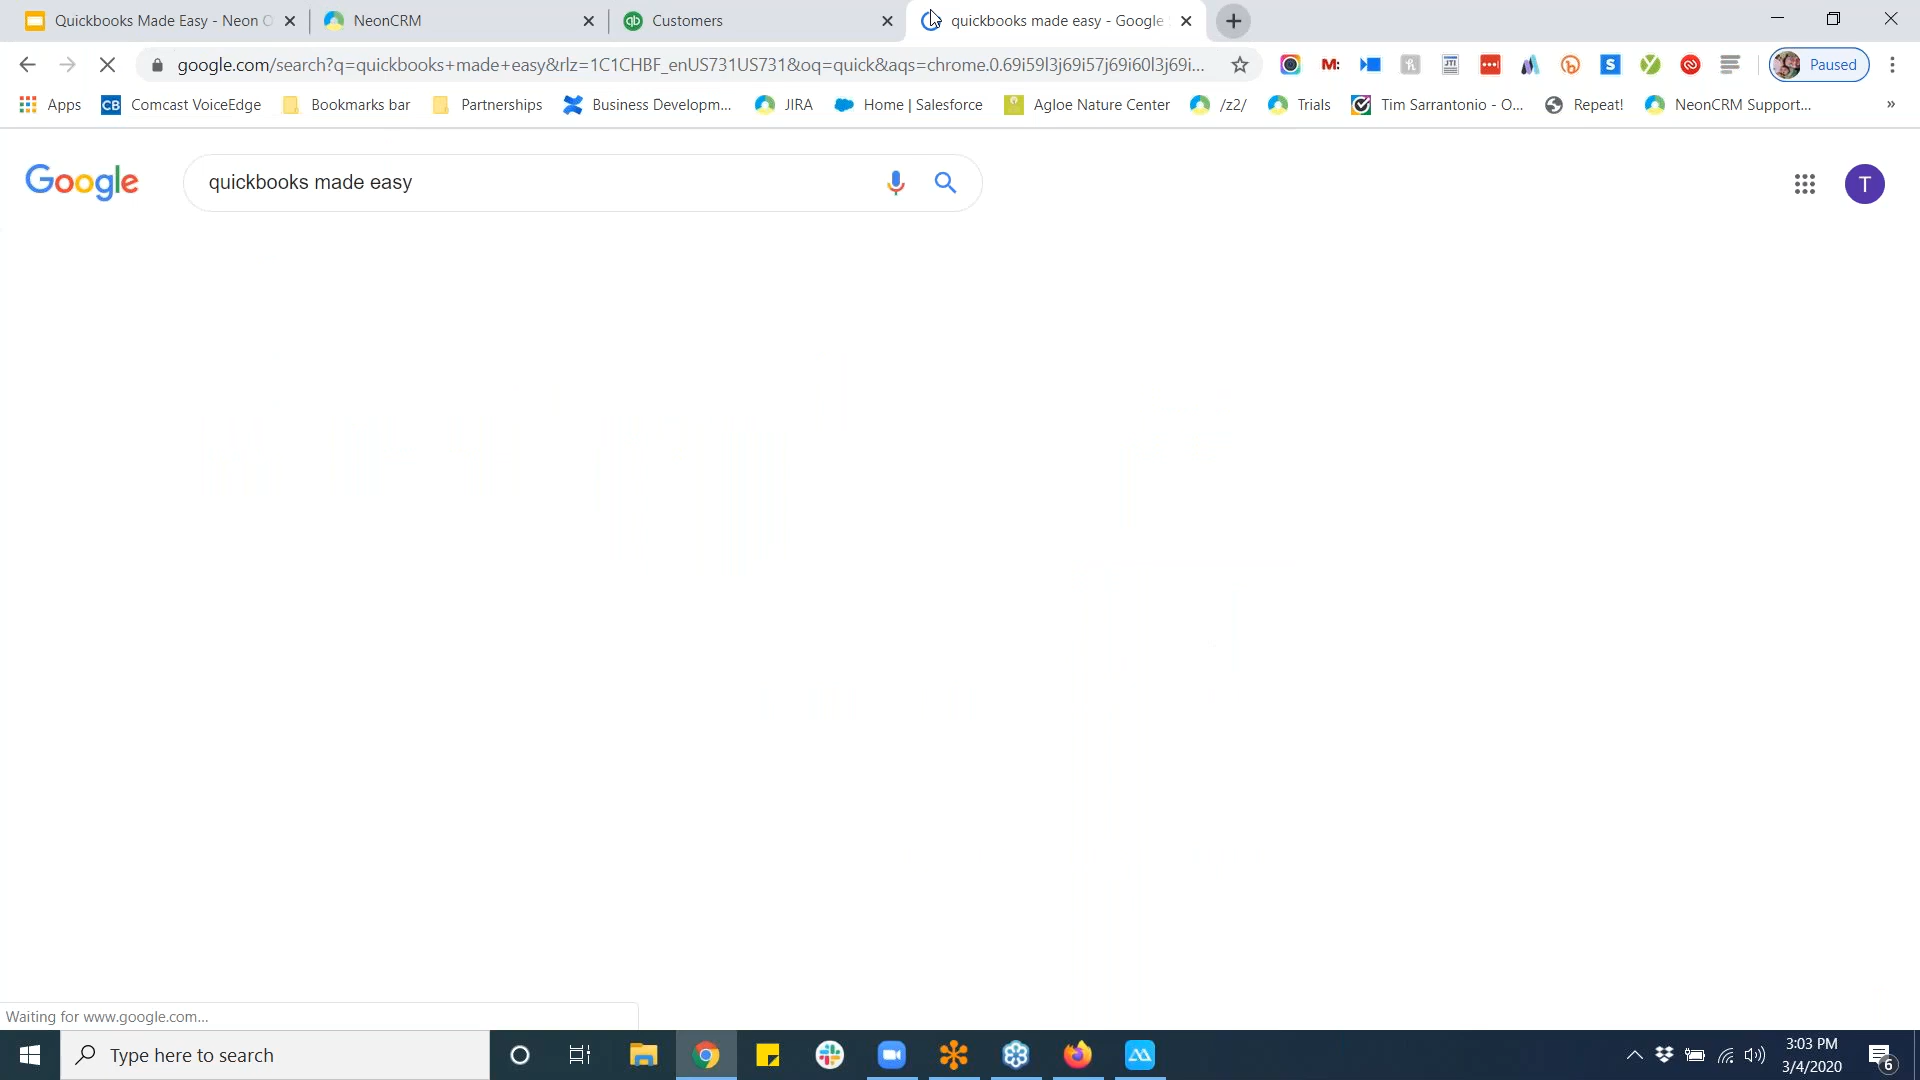 Quickbooks Made Easy - Neon O
NeonCRM
Customers
quickbooks made easy - Google
google.com/search?q=quickbooks+made+easy&rlz=1C1CHBF_enUS731US731&oq=quick&aqs=chrome.0.69i59l3j69i57j69i60l3j69i...
Paused
Apps
CB Comcast VoiceEdge
Bookmarks bar
Partnerships
Business Developm...
JIRA
Home | Salesforce
Agloe Nature Center
/z2/
Trials
Tim Sarrantonio - O...
Repeat!
NeonCRM Support...
»
Google
quickbooks made easy
T
Waiting for www.google.com...
Type here to search
3:03 PM
3/4/2020
6